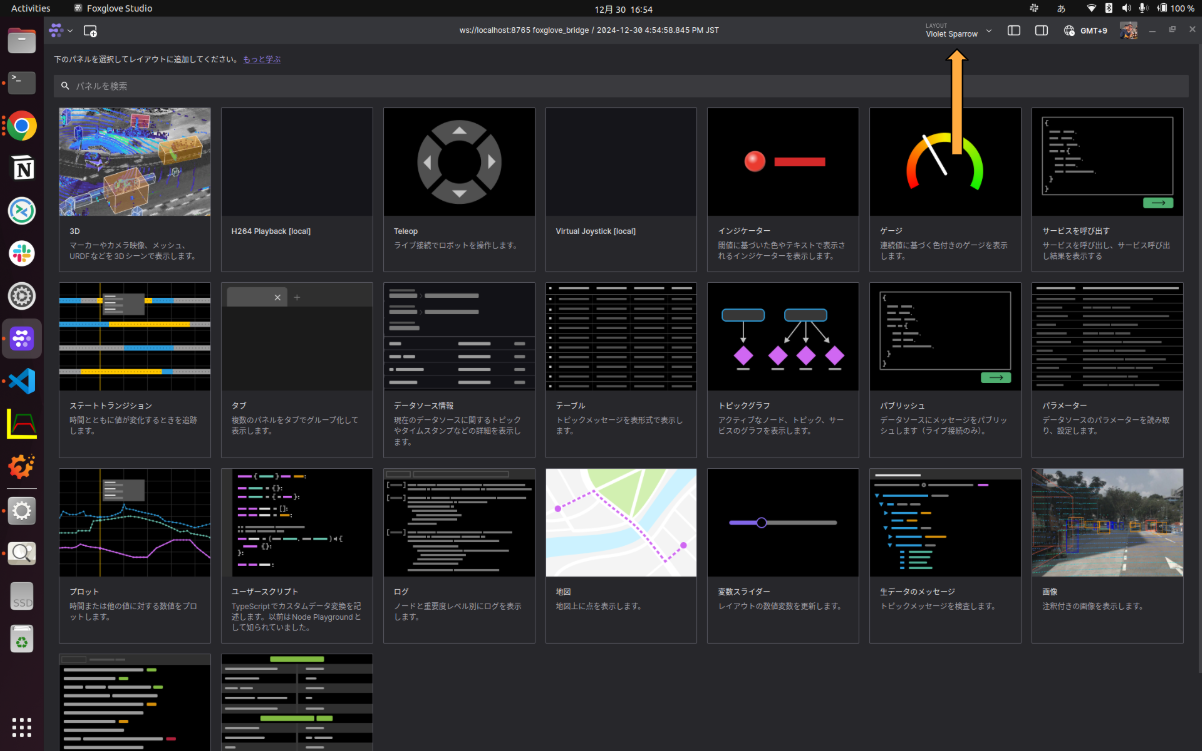 Activities
Foxglove Studio
12月 30 16:54
あ
100 %
ws://localhost:8765 foxglove_bridge / 2024-12-30 4:54:58.845 PM JST
LAYOUT
Violet Sparrow
GMT+9
下のパネルを選択してレイアウトに追加してください。 もっと学ぶ
パネルを検索
3D
マーカーやカメラ映像、メッシュ、
URDF などを 3D シーンで表示します。
H264 Playback [local]
Teleop
ライブ接続でロボットを操作します。
Virtual Joystick [local]
インジケーター
閾値に基づいた色やテキストで表示さ
れるインジケーターを表示します。
ゲージ
連続値に基づく色付きのゲージを表示
します。
サービスを呼び出す
サービスを呼び出し、サービス呼び出
し結果を表示する
ステートトランジション
時間とともに値が変化するときを追跡
します。
タブ
複数のパネルをタブでグループ化して
表示します。
データソース情報
現在のデータソースに関するトピック
やタイムスタンプなどの詳細を表示し
ます。
テーブル
トピックメッセージを表形式で表示し
ます。
トピックグラフ
アクティブなノード、トピック、サー
ビスのグラフを表示します。
パブリッシュ
データソースにメッセージをパブリッ
シュします（ライブ接続のみ）。
パラメーター
データソースのパラメーターを読み取
り、設定します。
プロット
時間または他の値に対する数値をプロ
ットします。
ユーザースクリプト
TypeScript でカスタムデータ変換を記
述します。以前は Node Playground と
して知られていました。
ログ
ノードと重要度レベル別にログを表示
します。
地図
地図上に点を表示します。
変数スライダー
レイアウトの数値変数を更新します。
生データのメッセージ
トピックメッセージを検査します。
画像
注釈付きの画像を表示します。
SSD